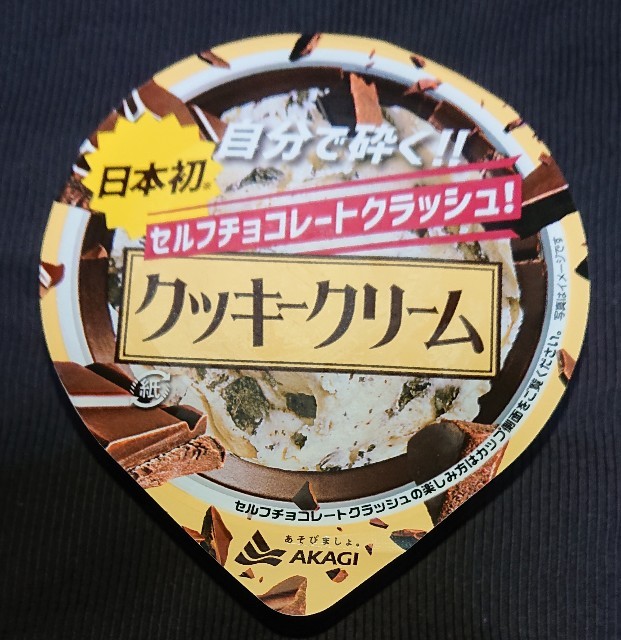 日本初※
自分で砕く!!
セルフチョコレートクラッシュ!
クッキークリーム
紙
セルフチョコレートクラッシュの楽しみ方はカップ側面をご覧ください。
写真はイメージです
あそびましょ。
AKAGI